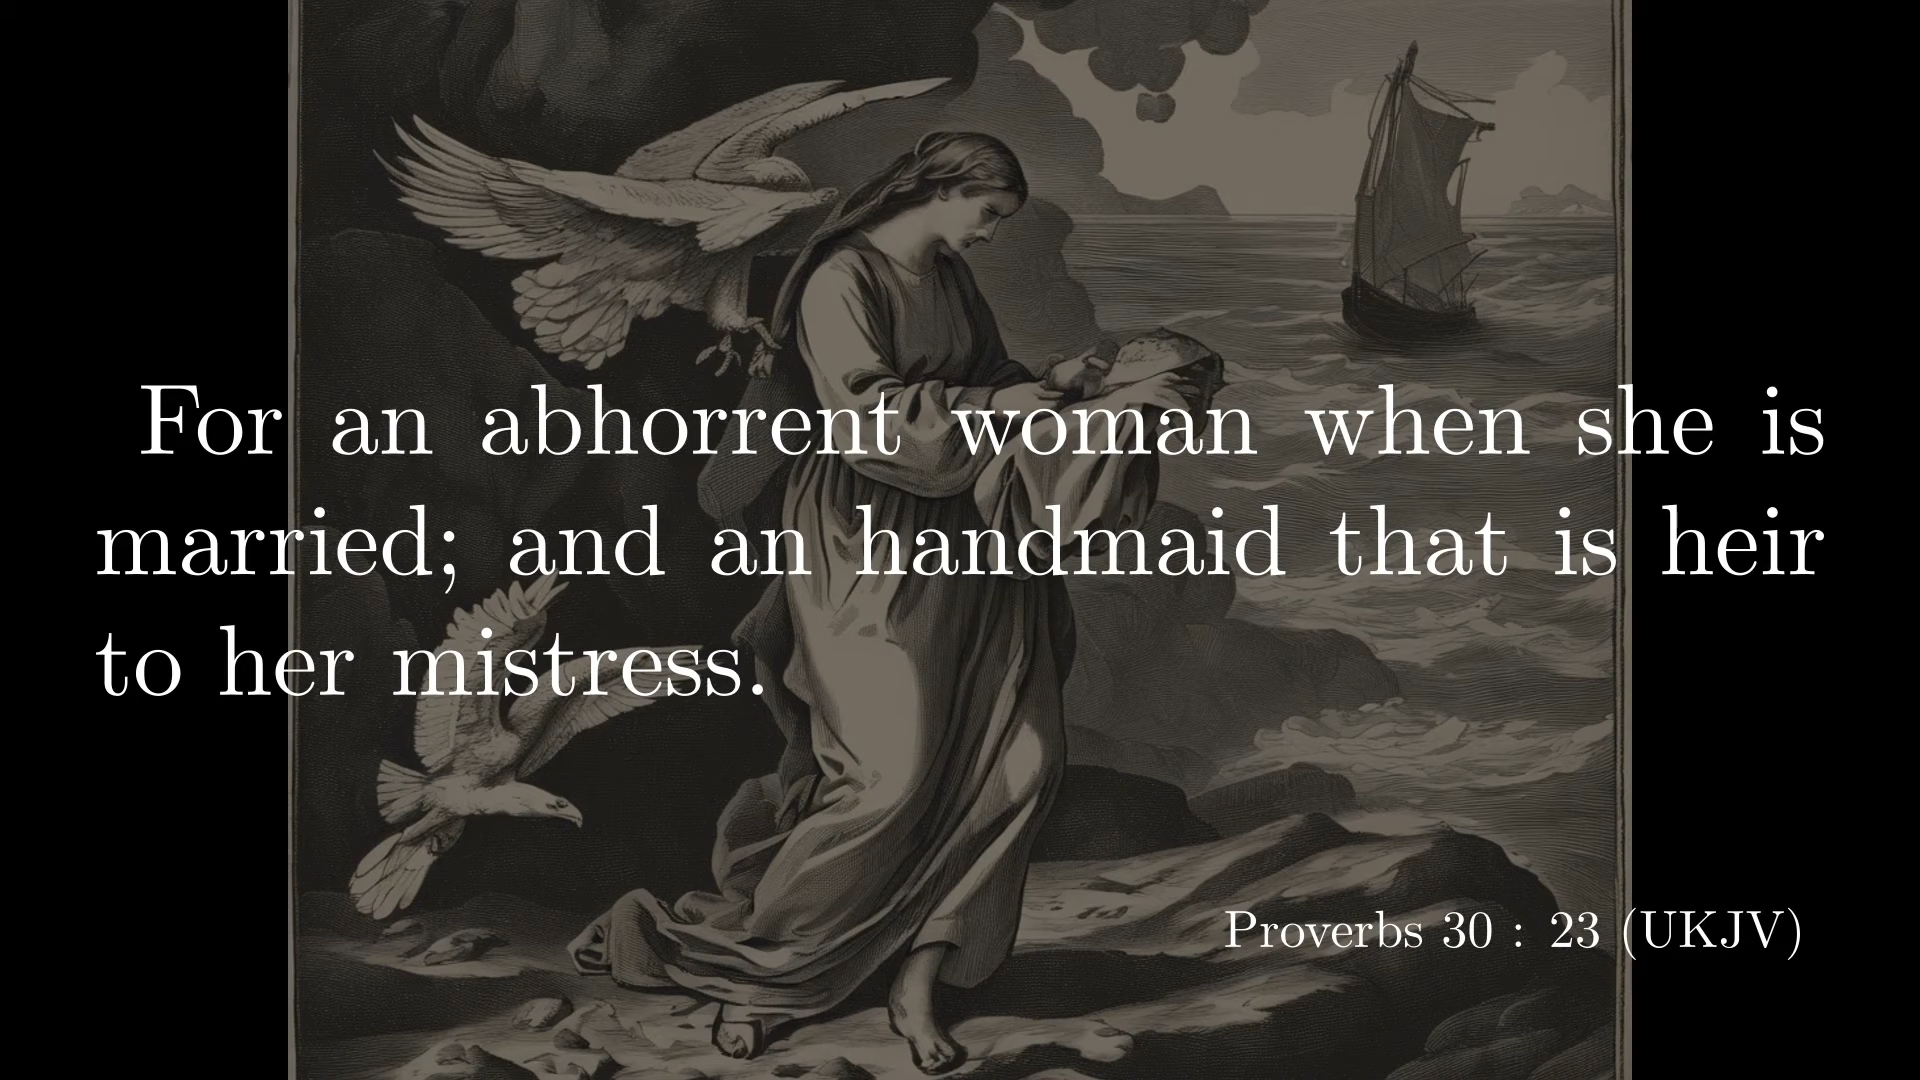 For an abhorrent woman when she is
married; and an handmaid that is heir
to her mistress.
Proverbs 30 : 23 (UKJV)